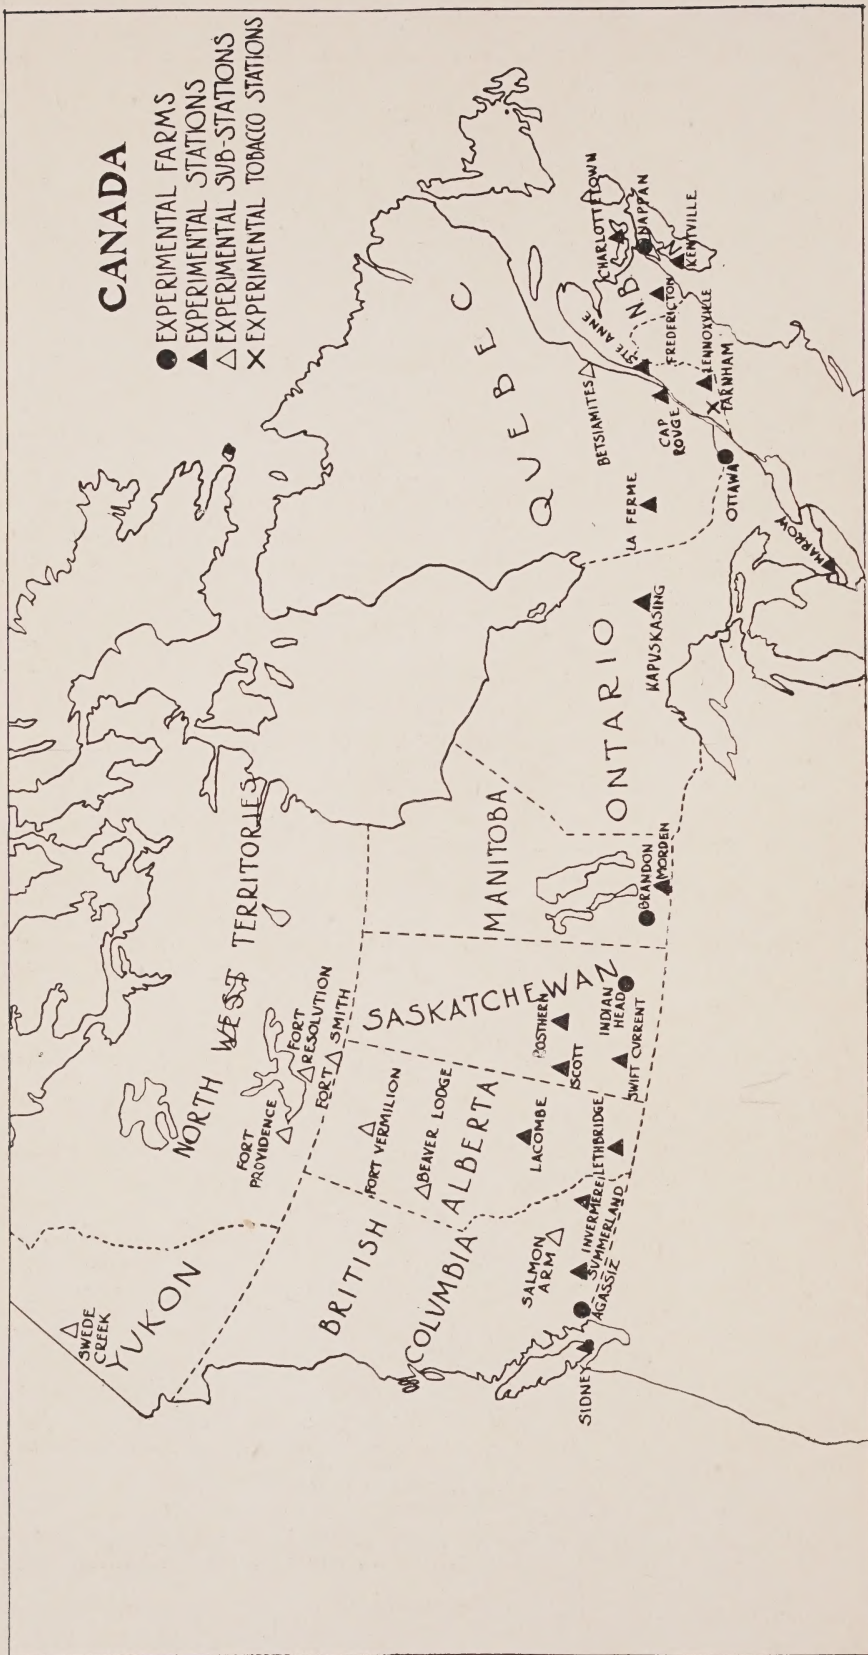 CANADA
EXPERIMENTAL FARMS
EXPERIMENTAL STATIONS
EXPERIMENTAL SUB-STATIONS
EXPERIMENTAL TOBACCO STATIONS
SWEDE
CREEK
YUKON
NORTH WEST TERRITORIES
FORT
PROVIDENCE
FORT
RESOLUTION
FORT SMITH
BRITISH
COLUMBIA
FORT VERMILION
BEAVER LODGE
ALBERTA
LACOMBE
SALMON
ARM
INVERMERE
LETHBRIDGE
SUMMERLAND
AGASSIZ
SIDNEY
SASKATCHEWAN
ROSTHERN
SCOTT
INDIAN
HEAD
SWIFT CURRENT
MANITOBA
BRANDON
MORDEN
ONTARIO
KAPUSKASING
HARROW
OTTAWA
QUEBEC
LA FERME
BETSIAMITES
CAP
ROUGE
STE ANNE
LENNOXVILLE
FARNHAM
N.B.
FREDERICTON
CHARLOTTETOWN
NAPPAN
KENTVILLE